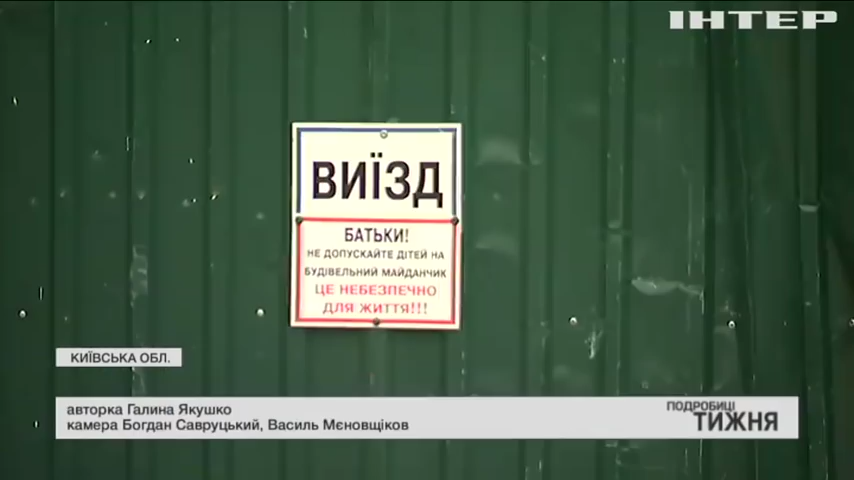 ІНТЕР
ВИЇЗД
БАТЬКИ!
НЕ ДОПУСКАЙТЕ ДІТЕЙ НА
БУДІВЕЛЬНИЙ МАЙДАНЧИК
ЦЕ НЕБЕЗПЕЧНО
ДЛЯ ЖИТТЯ!!!
КИЇВСЬКА ОБЛ.
авторка Галина Якушко
камера Богдан Савруцький, Василь Мєновщіков
ПОДРОБИЦІ
ТИЖНЯ